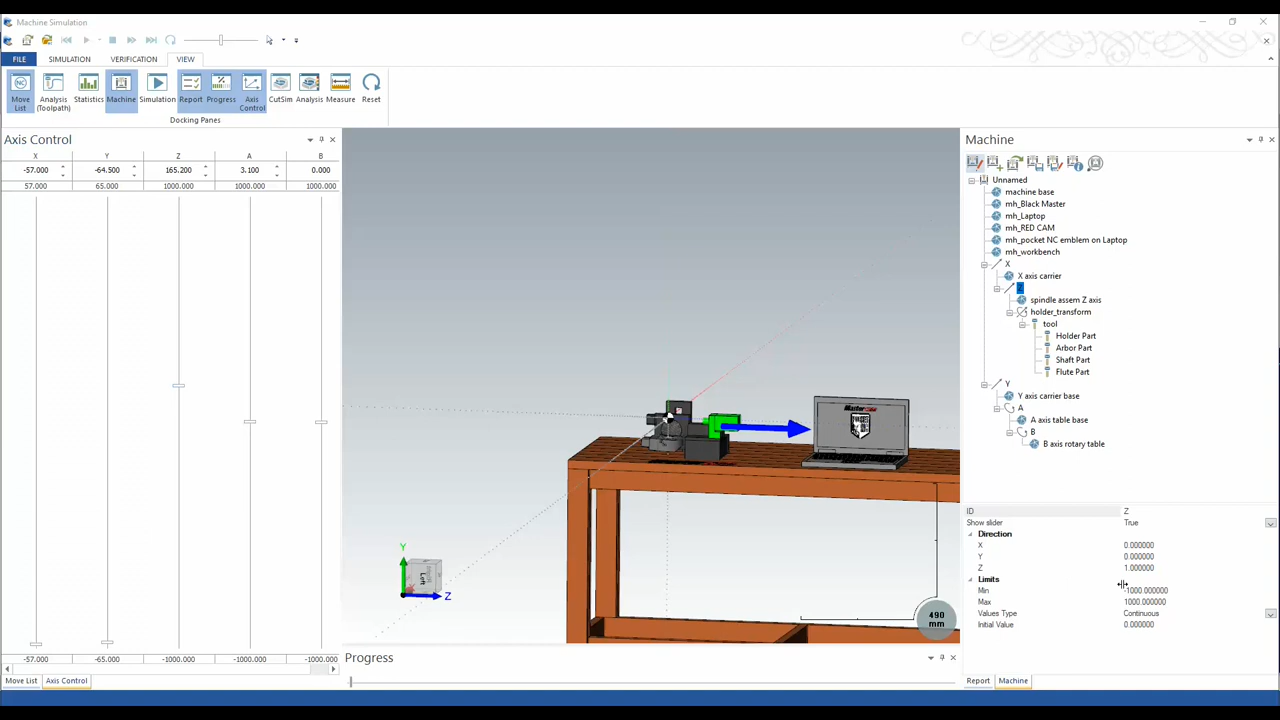 Machine Simulation
FILE SIMULATION VERIFICATION VIEW
Move List
Analysis (Toolpath)
Statistics
Machine
Simulation
Report
Progress
Axis Control
CutSim
Analysis
Measure
Reset
Docking Panes
Axis Control
X Y Z A B
-57.000 -64.500 165.200 3.100 0.000
57.000 65.000 1000.000 1000.000 1000.000
-57.000 -65.000 -1000.000 -1000.000 -1000.000
Move List Axis Control
Y
Z
Left
490 mm
Progress
Machine
Unnamed
machine base
mh_Black Master
mh_Laptop
mh_RED CAM
mh_pocket NC emblem on Laptop
mh_workbench
X
X axis carrier
Z
spindle assem Z axis
holder_transform
tool
Holder Part
Arbor Part
Shaft Part
Flute Part
Y
Y axis carrier base
A
A axis table base
B
B axis rotary table
ID Z
Show slider True
Direction
X 0.000000
Y 0.000000
Z 1.000000
Limits
Min -1000.000000
Max 1000.000000
Values Type Continuous
Initial Value 0.000000
Report Machine